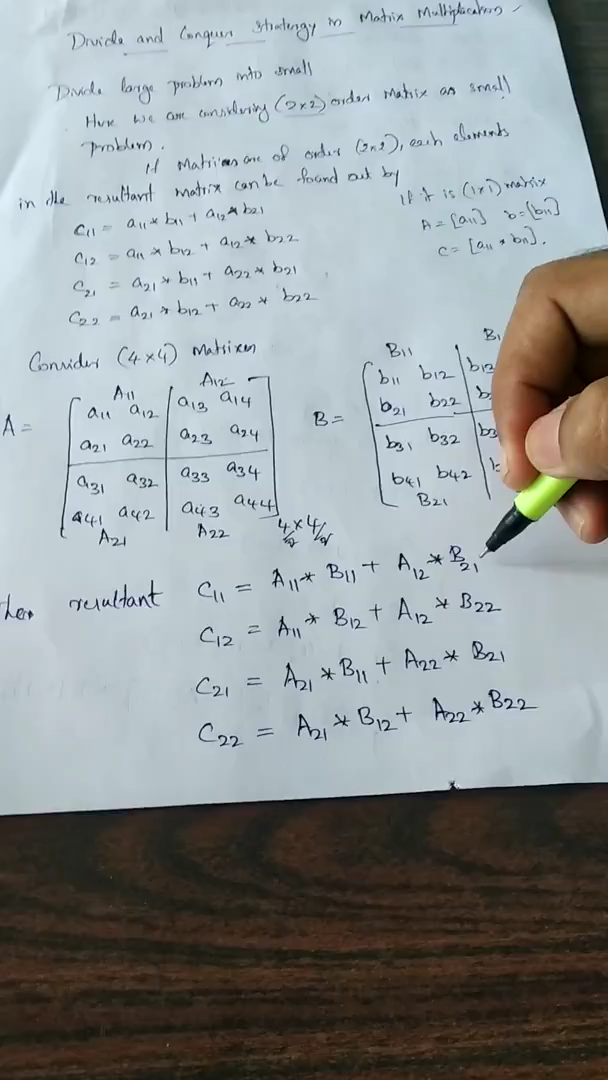 Divide and Conquer Stratergy in Matrix Multiplication
Divide large problem into small
Here we are considering (2×2) order Matrix as small
Problem.
If Matrices are of order (2×2), each elements
in the resultant matrix can be found out by
C11 = a11 * b11 + a12 * b21
C12 = a11 * b12 + a12 * b22
C21 = a21 * b11 + a22 * b21
C22 = a21 * b12 + a22 * b22
If it is (1×1) matrix
A = [a11] b = [b11]
C = [a11 * b11].
Consider (4×4) Matrixes
A11 A12
A = a11 a12 a13 a14
a21 a22 a23 a24
a31 a32 a33 a34
a41 a42 a43 a44
A21 A22 4×4
B11
B = b11 b12
b21 b22
b31 b32
b41 b42
B21
resultant C11 = A11 * B11 + A12 * B21
C12 = A11 * B12 + A12 * B22
C21 = A21 * B11 + A22 * B21
C22 = A21 * B12 + A22 * B22